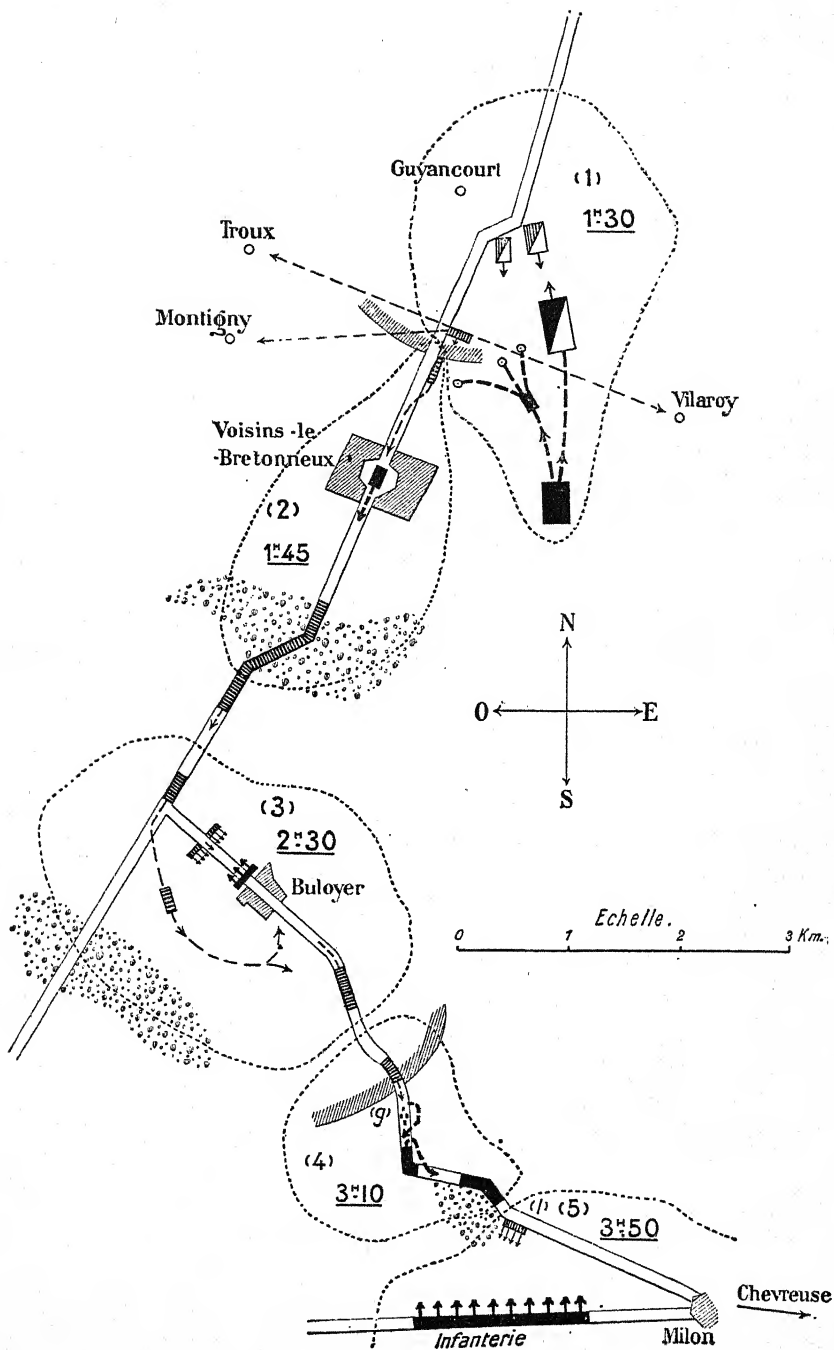 Guyancourt
(1)
1H30
Troux
Montigny
Vilaroy
Voisins-le
-Bretonneux
(2)
1H45
N
O
E
S
(3)
2H30
Buloyer
Echelle.
0
1
2
3 Km.
(g)
(4)
3H10
(1)
(5)
3H50
Chevreuse
Milon
Infanterie